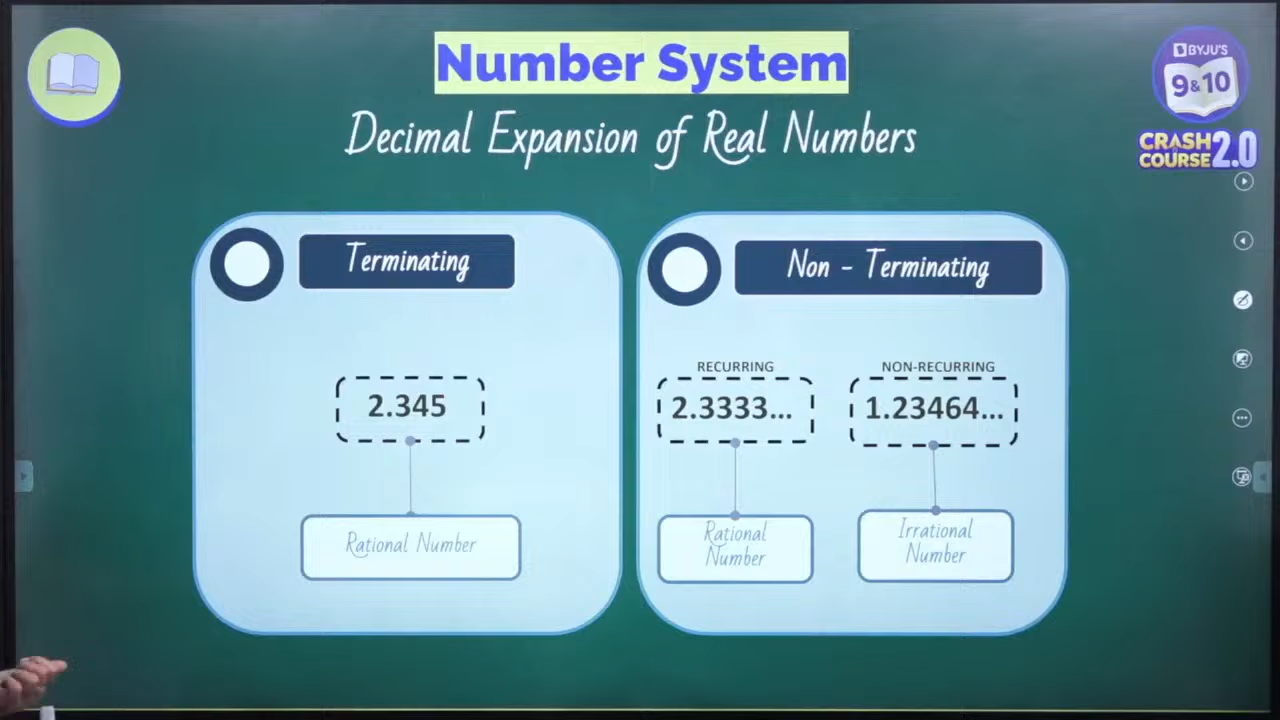 Number System
BYJU'S
9&10
CRASH
COURSE 2.0
Decimal Expansion of Real Numbers
Terminating
2.345
Rational Number
Non - Terminating
RECURRING
2.3333...
Rational
Number
NON-RECURRING
1.23464...
Irrational
Number